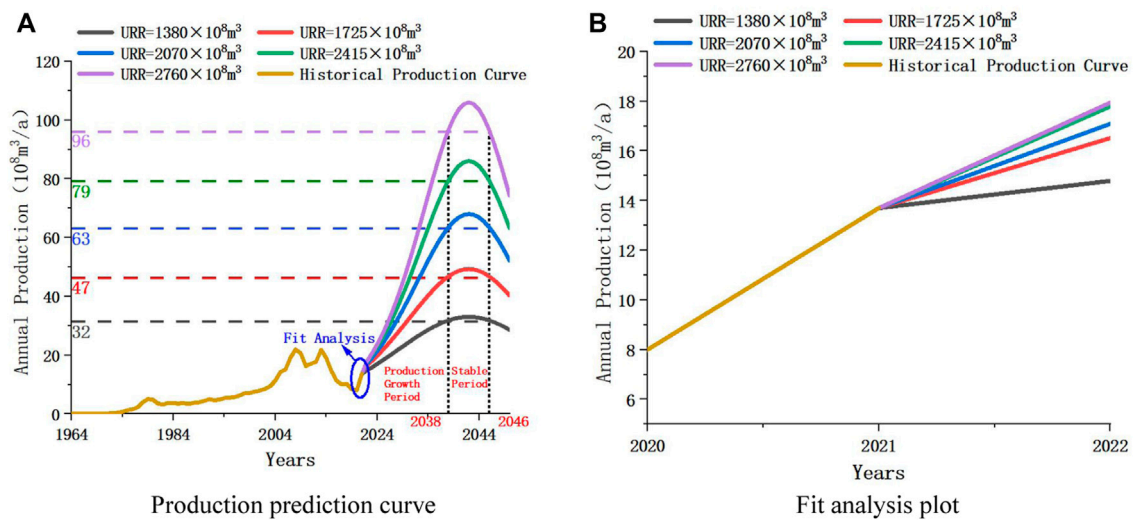 A
URR=1380×10⁸m³
URR=1725×10⁸m³
URR=2070×10⁸m³
URR=2415×10⁸m³
URR=2760×10⁸m³
Historical Production Curve
Annual Production (10⁸m³/a)
120
100
80
60
40
20
0
96
79
63
47
32
Fit Analysis
Production
Growth
Period
Stable
Period
2038
2046
1964
1984
2004
2024
2044
Years
Production prediction curve
B
URR=1380×10⁸m³
URR=1725×10⁸m³
URR=2070×10⁸m³
URR=2415×10⁸m³
URR=2760×10⁸m³
Historical Production Curve
Annual Production (10⁸m³/a)
20
18
16
14
12
10
8
6
2020
2021
2022
Years
Fit analysis plot